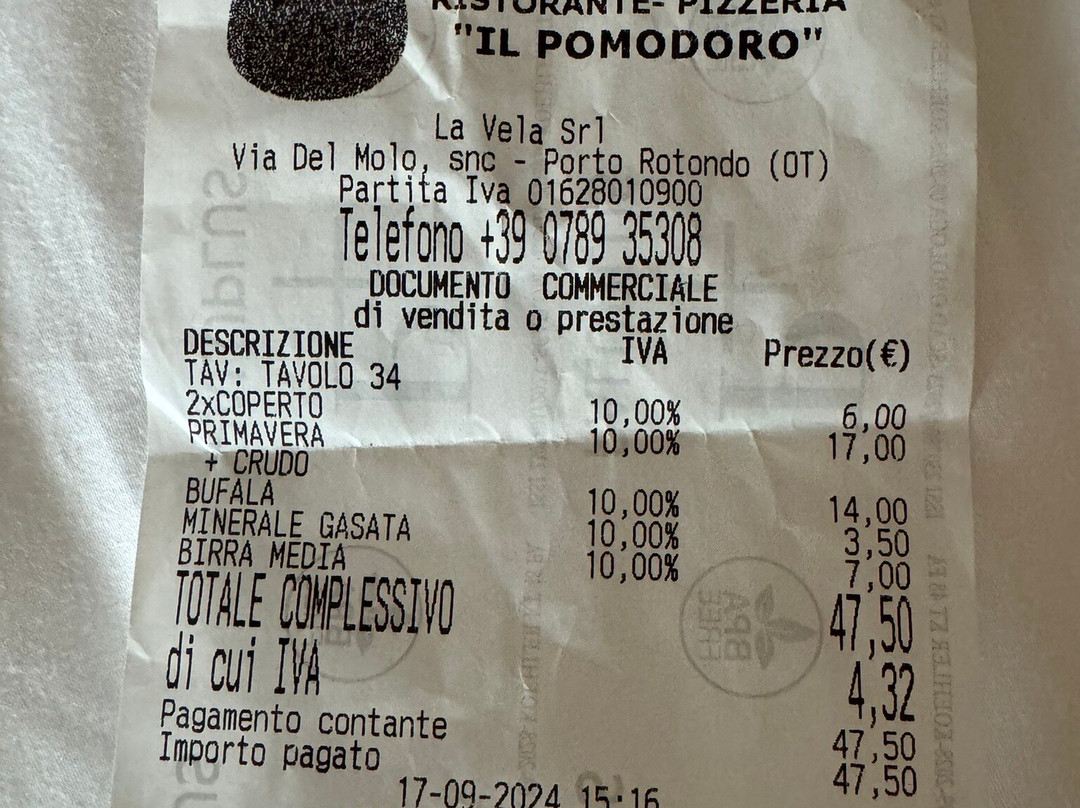 RISTORANTE- PIZZERIA
"IL POMODORO"
La Vela Srl
Via Del Molo, snc - Porto Rotondo (OT)
Partita Iva 01628010900
Telefono +39 0789 35308
DOCUMENTO COMMERCIALE
di vendita o prestazione
DESCRIZIONE IVA Prezzo(€)
TAV: TAVOLO 34
2xCOPERTO 10,00% 6,00
PRIMAVERA 10,00% 17,00
+ CRUDO
BUFALA 10,00% 14,00
MINERALE GASATA 10,00% 3,50
BIRRA MEDIA 10,00% 7,00
TOTALE COMPLESSIVO 47,50
di cui IVA 4,32
Pagamento contante 47,50
Importo pagato 47,50
17-09-2024 15:16
BPA
FREE